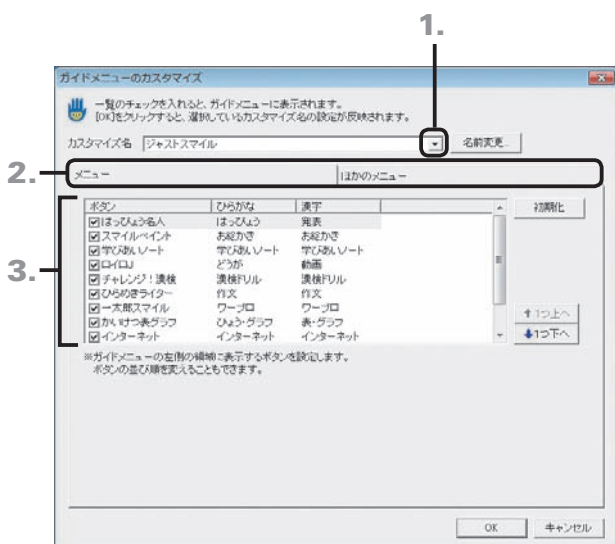 1.
ガイドメニューのカスタマイズ
一覧のチェックを入れると、ガイドメニューに表示されます。
[OK]をクリックすると、選択しているカスタマイズ名の設定が反映されます。
カスタマイズ名 ジャストスマイル 名前変更...
2.
メニュー ほかのメニュー
3.
ボタン ひらがな 漢字 初期化
はっぴょう名人 はっぴょう 発表
スマイルペイント お絵かき お絵かき
学びあいノート 学びあいノート 学びあいノート
ロイロJ どうが 動画
チャレンジ!漢検 漢検ドリル 漢検ドリル
ひらめきライター 作文 作文
一太郎スマイル ワープロ ワープロ
かいけつ表グラフ ひょう・グラフ 表・グラフ
インターネット インターネット インターネット
1つ上へ
1つ下へ
※ガイドメニューの左側の領域に表示するボタンを設定します。
ボタンの並び順を変えることもできます。
OK キャンセル